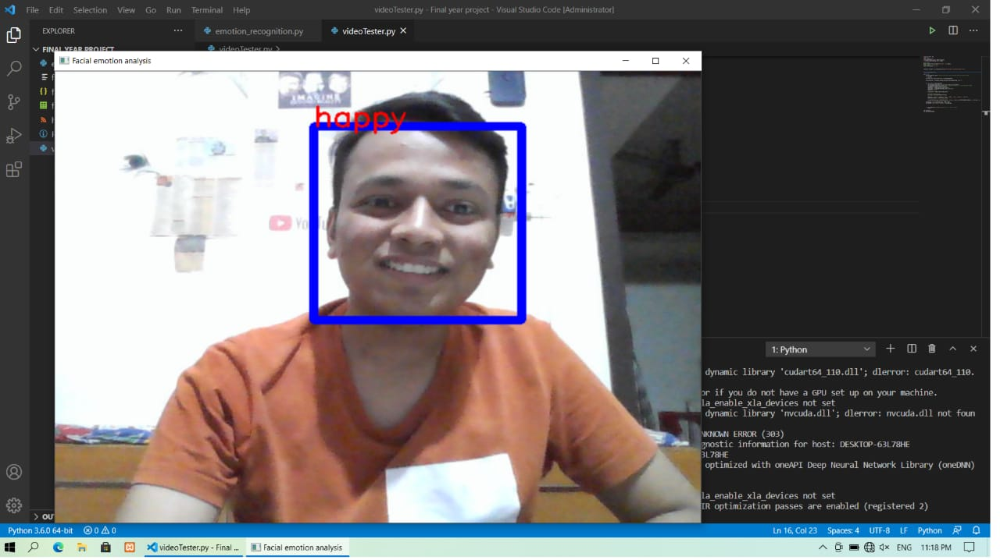 File Edit Selection View Go Run Terminal Help
videoTester.py - Final year project - Visual Studio Code [Administrator]
EXPLORER
emotion_recognition.py
videoTester.py
FINAL YEAR PROJECT
videoTester.py
Facial emotion analysis
IMAGINE
happy
1: Python
dynamic library 'cudart64_110.dll'; dlerror: cudart64_110.
or if you do not have a GPU set up on your machine.
la_enable_xla_devices not set
dynamic library 'nvcuda.dll'; dlerror: nvcuda.dll not foun
NKNOWN ERROR (303)
gnostic information for host: DESKTOP-63L78HE
3L78HE
optimized with oneAPI Deep Neural Network Library (oneDNN)
la_enable_xla_devices not set
IR optimization passes are enabled (registered 2)
OU
Python 3.6.0 64-bit 0 0
Ln 16, Col 23 Spaces: 4 UTF-8 LF Python
videoTester.py - Final ...
Facial emotion analysis
ENG 11:18 PM